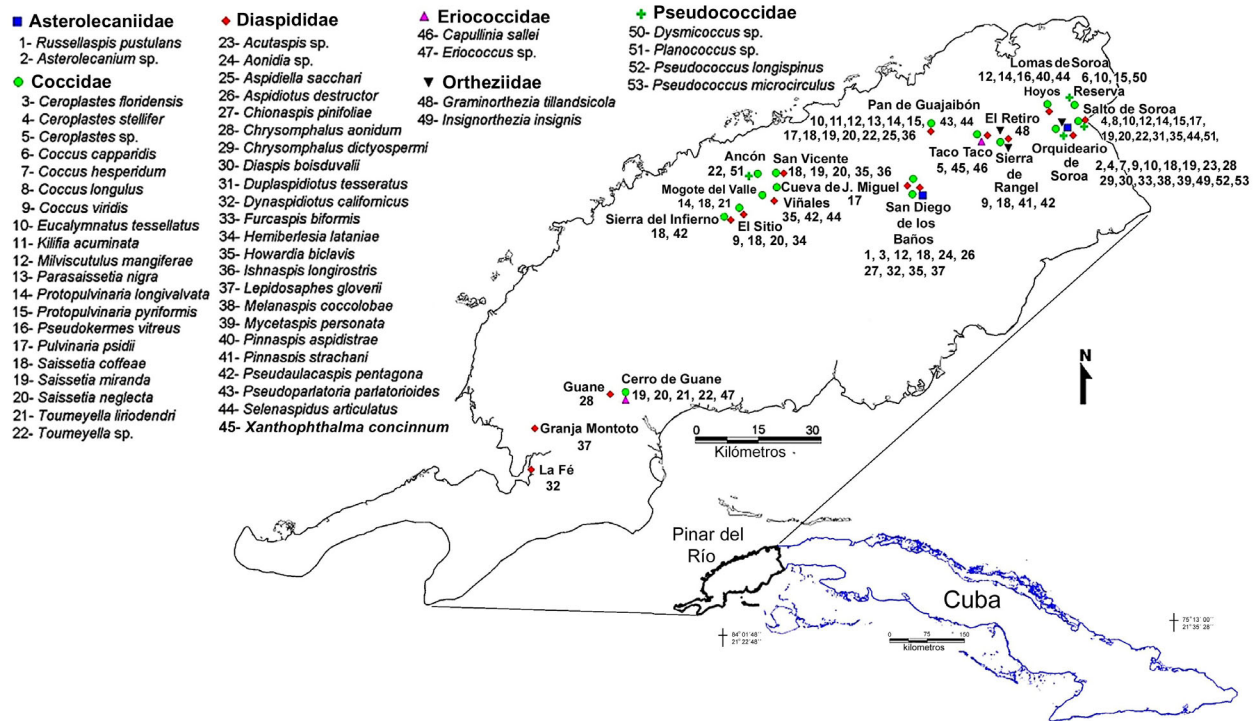 Asterolecaniidae
1- Russellaspis pustulans
2- Asterolecanium sp.
Coccidae
3- Ceroplastes floridensis
4- Ceroplastes stellifer
5- Ceroplastes sp.
6- Coccus capparidis
7- Coccus hesperidum
8- Coccus longulus
9- Coccus viridis
10- Eucalymnatus tessellatus
11- Kilifia acuminata
12- Milviscutulus mangiferae
13- Parasaissetia nigra
14- Protopulvinaria longivalvata
15- Protopulvinaria pyriformis
16- Pseudokermes vitreus
17- Pulvinaria psidii
18- Saissetia coffeae
19- Saissetia miranda
20- Saissetia neglecta
21- Toumeyella liriodendri
22- Toumeyella sp.
Diaspididae
23- Acutaspis sp.
24- Aonidia sp.
25- Aspidiella sacchari
26- Aspidiotus destructor
27- Chionaspis pinifoliae
28- Chrysomphalus aonidum
29- Chrysomphalus dictyospermi
30- Diaspis boisduvalii
31- Duplaspidiotus tesseratus
32- Dynaspidiotus californicus
33- Furcaspis biformis
34- Hemiberlesia lataniae
35- Howardia biclavis
36- Ishnaspis longirostris
37- Lepidosaphes gloverii
38- Melanaspis coccolobae
39- Mycetaspis personata
40- Pinnaspis aspidistrae
41- Pinnaspis strachani
42- Pseudaulacaspis pentagona
43- Pseudoparlatoria parlatorioides
44- Selenaspidus articulatus
45- Xanthophthalma concinnum
Eriococcidae
46- Capullinia sallei
47- Eriococcus sp.
Ortheziidae
48- Graminorthezia tillandsicola
49- Insignorthezia insignis
Pseudococcidae
50- Dysmicoccus sp.
51- Planococcus sp.
52- Pseudococcus longispinus
53- Pseudococcus microcirculus
Lomas de Soroa
12, 14, 16, 40, 44
6, 10, 15, 50
Hoyos
Reserva
Salto de Soroa
4,8,10,12,14,15,17,
19,20,22,31,35,44,51,
Pan de Guajaibón
10, 11, 12, 13, 14, 15,
43, 44
17, 18, 19, 20, 22, 25, 36
El Retiro
48
Orquideario
de
Soroa
2,4,7,9,10,18,19,23,28
29,30,33,38,39,49,52,53
Taco Taco
5, 45, 46
Sierra
de
Rangel
9, 18, 41, 42
Ancón
22, 51
San Vicente
18, 19, 20, 35, 36
Cueva de J. Miguel
17
Mogote del Valle
14, 18, 21
Viñales
35, 42, 44
Sierra del Infierno
18, 42
El Sitio
9, 18, 20, 34
San Diego
de los
Baños
1, 3, 12, 18, 24, 26
27, 32, 35, 37
N
Guane
28
Cerro de Guane
19, 20, 21, 22, 47
Granja Montoto
37
La Fé
32
0 15 30
Kilómetros
Pinar del
Río
Cuba
84° 01´48¨
21° 22´48¨
0 75 150
kilometros
75° 13´ 00¨
21° 35´ 28¨